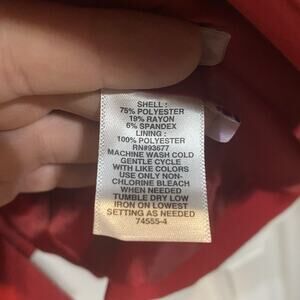 SHELL :
75% POLYESTER
19% RAYON
6% SPANDEX
LINING :
100% POLYESTER
RN#93677
MACHINE WASH COLD
GENTLE CYCLE
WITH LIKE COLORS
USE ONLY NON-
CHLORINE BLEACH
WHEN NEEDED
TUMBLE DRY LOW
IRON ON LOWEST
SETTING AS NEEDED
74555-4